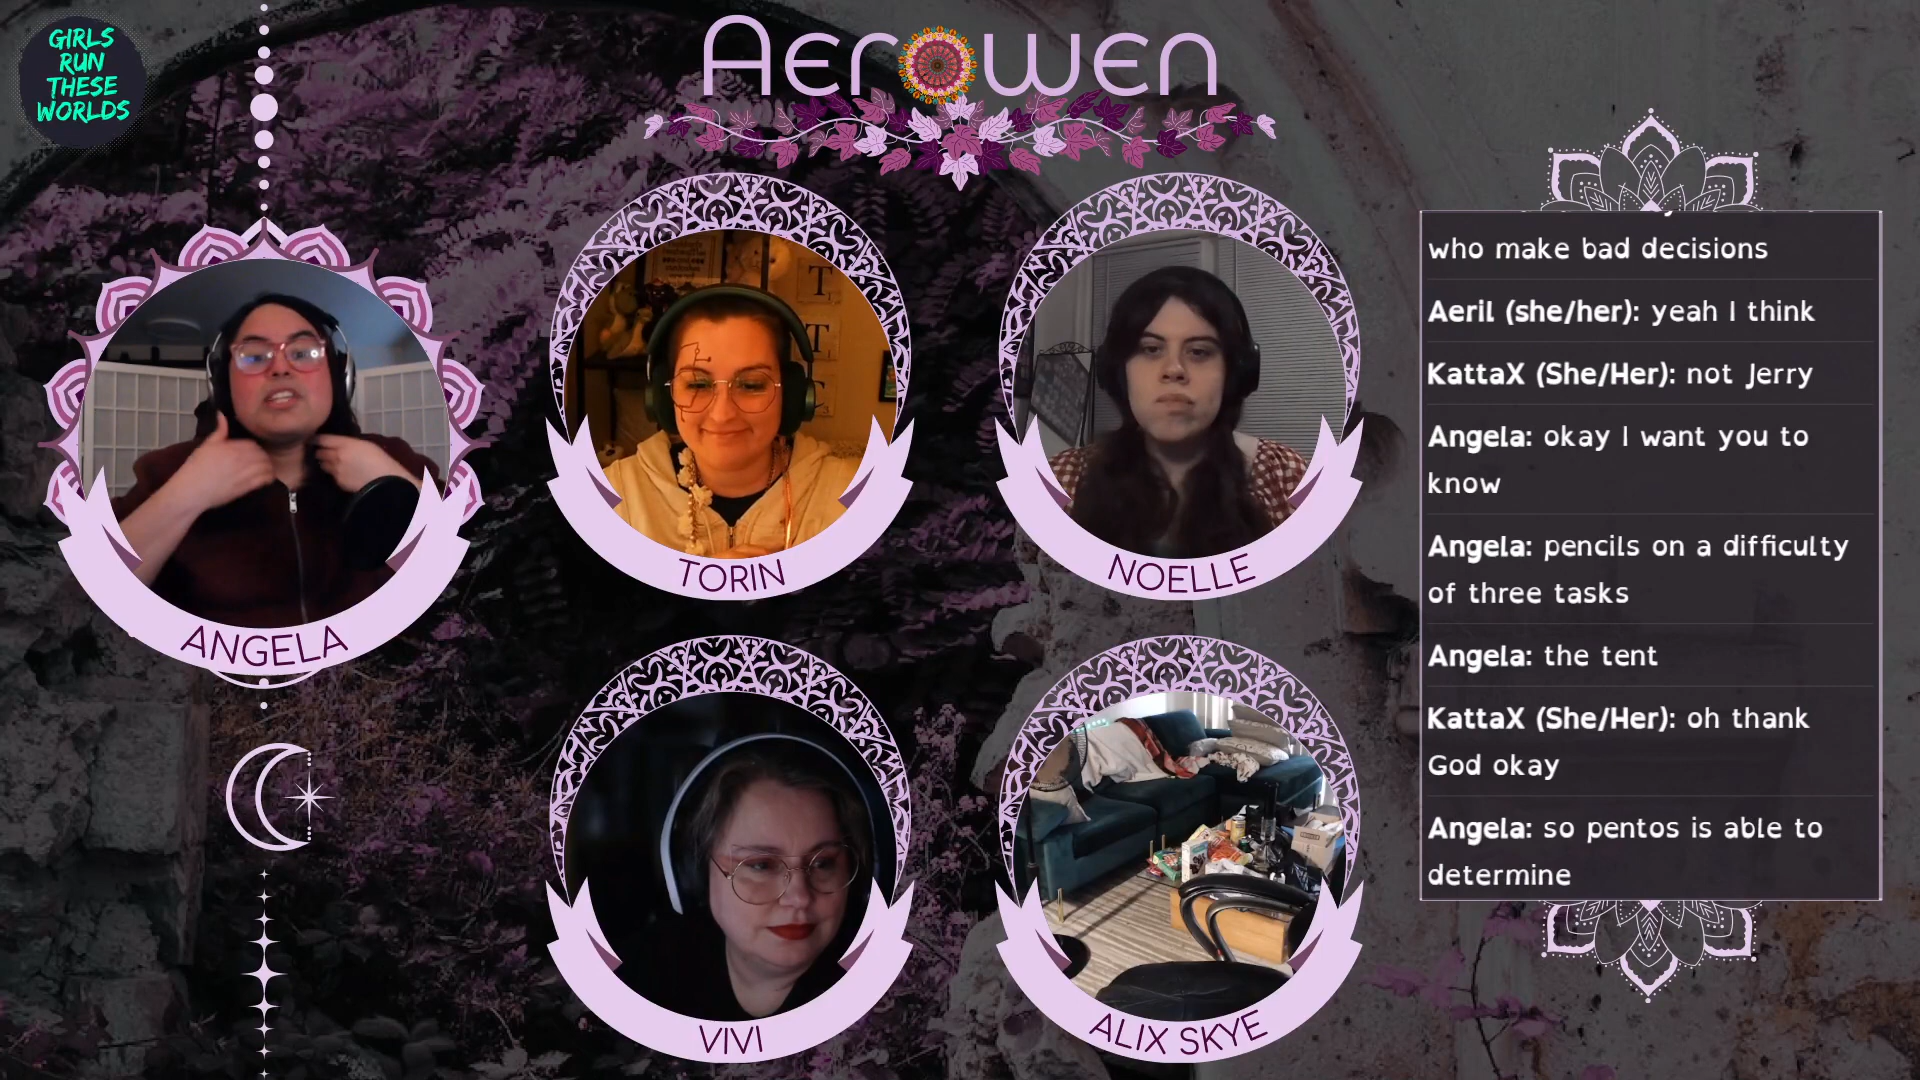 GIRLS
RUN
THESE
WORLDS
AEROWEN
ANGELA
TORIN
NOELLE
VIVI
ALIX SKYE
T
T
C
who make bad decisions
Aeril (she/her): yeah I think
KattaX (She/Her): not Jerry
Angela: okay I want you to
know
Angela: pencils on a difficulty
of three tasks
Angela: the tent
KattaX (She/Her): oh thank
God okay
Angela: so pentos is able to
determine